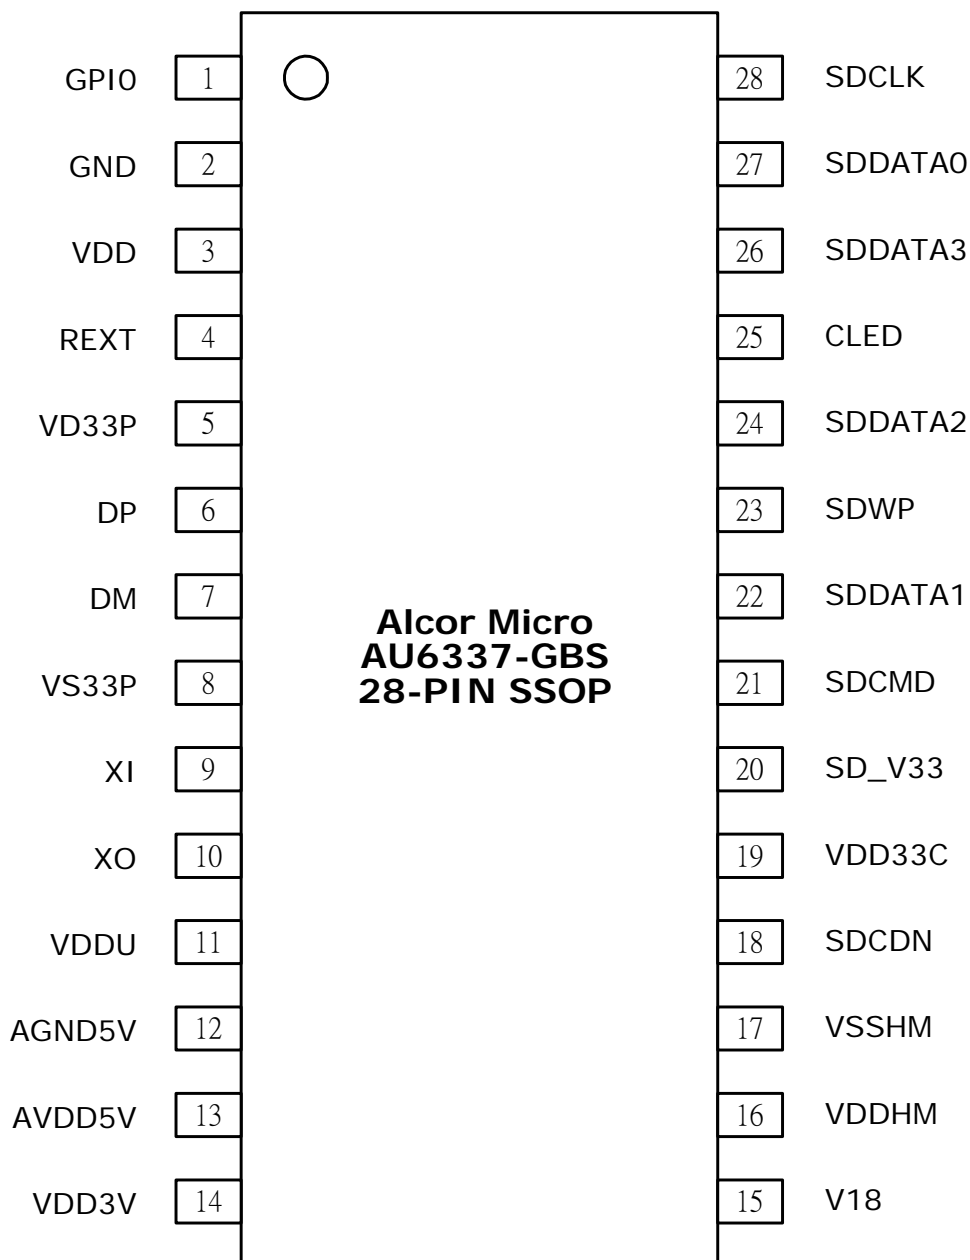 GPI0 1
GND 2
VDD 3
REXT 4
VD33P 5
DP 6
DM 7
VS33P 8
XI 9
XO 10
VDDU 11
AGND5V 12
AVDD5V 13
VDD3V 14
Alcor Micro
AU6337-GBS
28-PIN SSOP
28 SDCLK
27 SDDATA0
26 SDDATA3
25 CLED
24 SDDATA2
23 SDWP
22 SDDATA1
21 SDCMD
20 SD_V33
19 VDD33C
18 SDCDN
17 VSSHM
16 VDDHM
15 V18